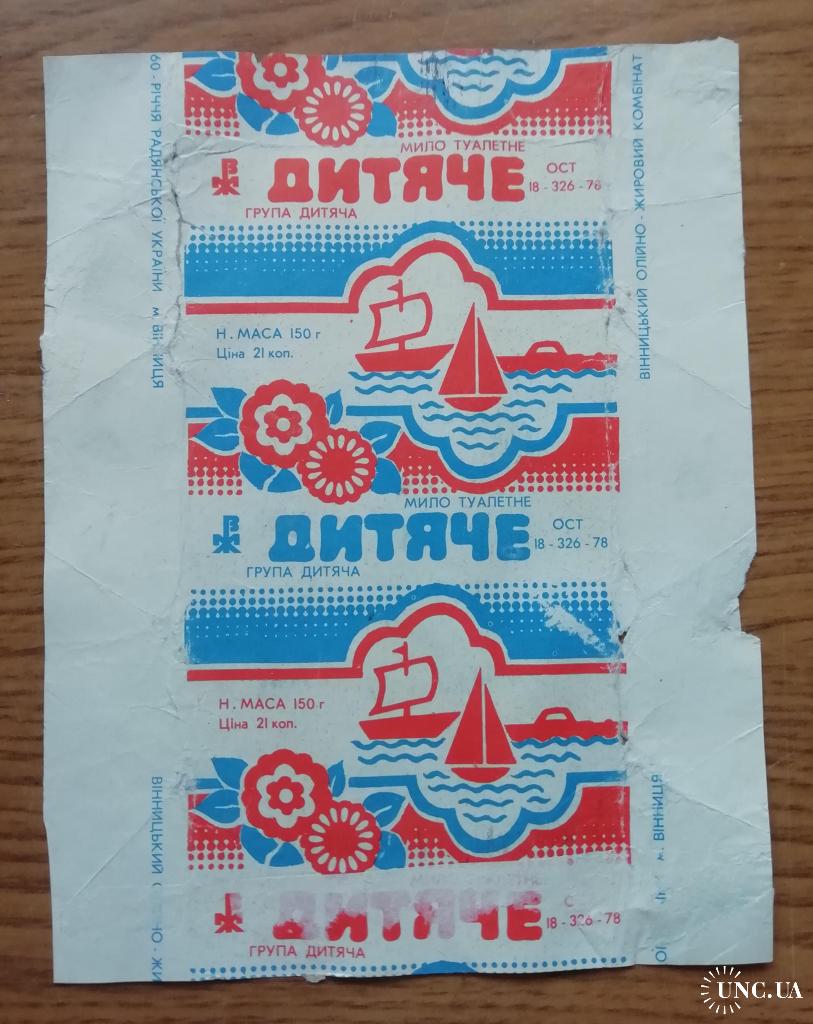 60 - РІЧЧЯ РАДЯНСЬКОЇ УКРАЇНИ м. ВІННИЦЯ
ВІННИЦЬКИЙ ОЛІЙНО - ЖИРОВИЙ КОМБІНАТ
МИЛО ТУАЛЕТНЕ
ДИТЯЧЕ
ОСТ
18 - 326 - 78
ГРУПА ДИТЯЧА
Н. МАСА 150 г
Ціна 21 коп.
МИЛО ТУАЛЕТНЕ
ДИТЯЧЕ
ОСТ
18 - 326 - 78
ГРУПА ДИТЯЧА
Н. МАСА 150 г
Ціна 21 коп.
ДИТЯЧЕ
18 - 326 - 78
ГРУПА ДИТЯЧА
ВІННИЦЬКИЙ
м. ВІННИЦЯ
UNC.UA